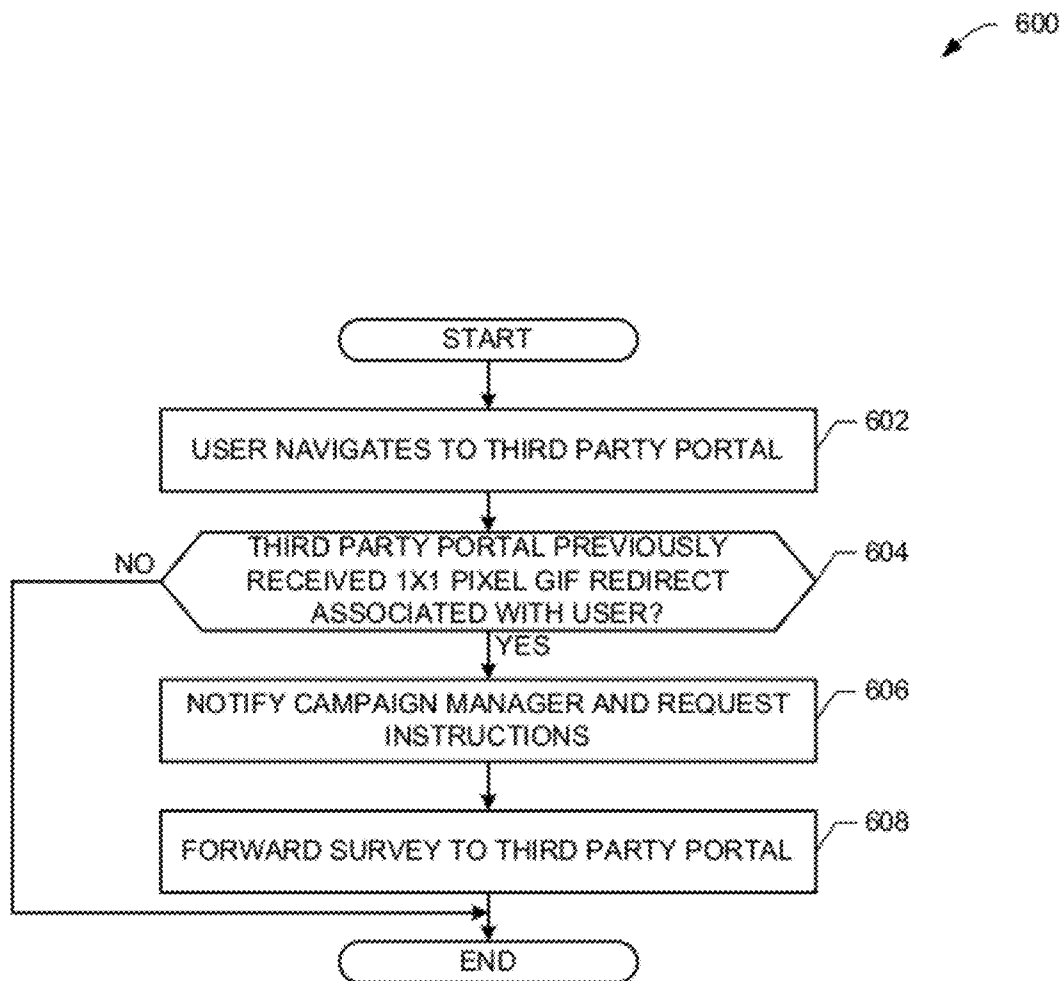 600
START
USER NAVIGATES TO THIRD PARTY PORTAL
602
THIRD PARTY PORTAL PREVIOUSLY
RECEIVED 1X1 PIXEL GIF REDIRECT
ASSOCIATED WITH USER?
604
NO
YES
NOTIFY CAMPAIGN MANAGER AND REQUEST
INSTRUCTIONS
606
FORWARD SURVEY TO THIRD PARTY PORTAL
608
END